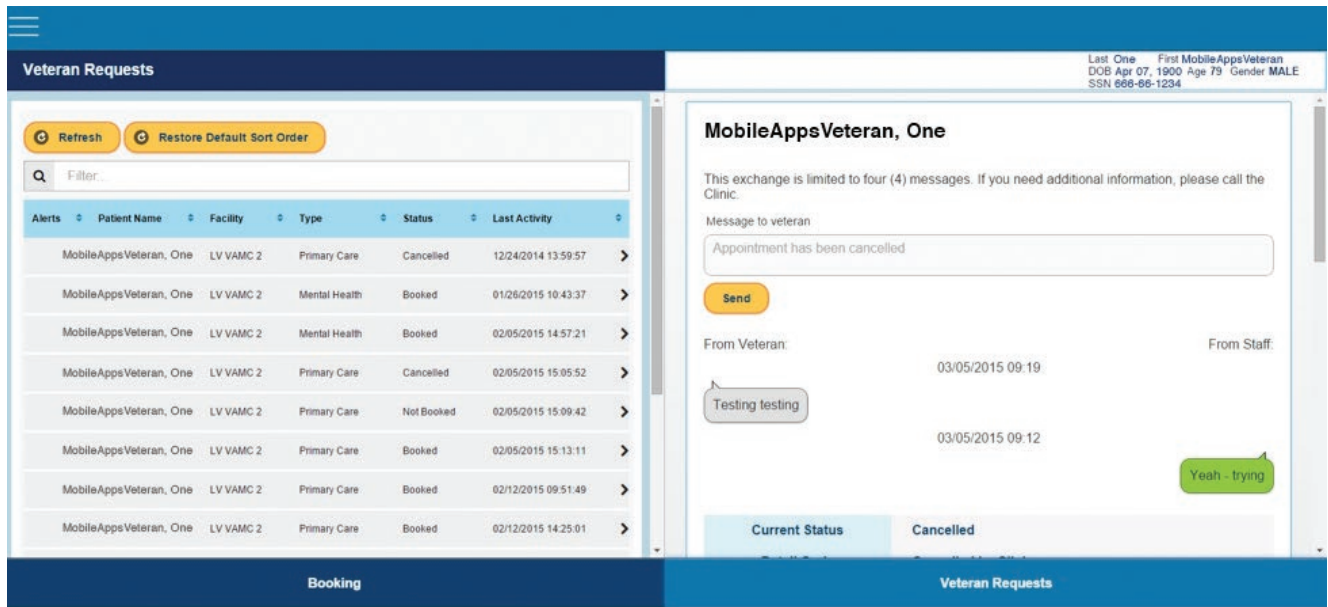 Veteran Requests
Last One First MobileAppsVeteran
DOB Apr 07, 1900 Age 79 Gender MALE
SSN 666-66-1234
Refresh
Restore Default Sort Order
Filter...
Alerts Patient Name Facility Type Status Last Activity
MobileAppsVeteran, One LV VAMC 2 Primary Care Cancelled 12/24/2014 13:59:57
MobileAppsVeteran, One LV VAMC 2 Mental Health Booked 01/26/2015 10:43:37
MobileAppsVeteran, One LV VAMC 2 Mental Health Booked 02/05/2015 14:57:21
MobileAppsVeteran, One LV VAMC 2 Primary Care Cancelled 02/05/2015 15:05:52
MobileAppsVeteran, One LV VAMC 2 Primary Care Not Booked 02/05/2015 15:09:42
MobileAppsVeteran, One LV VAMC 2 Primary Care Booked 02/05/2015 15:13:11
MobileAppsVeteran, One LV VAMC 2 Primary Care Booked 02/12/2015 09:51:49
MobileAppsVeteran, One LV VAMC 2 Primary Care Booked 02/12/2015 14:25:01
MobileAppsVeteran, One
This exchange is limited to four (4) messages. If you need additional information, please call the
Clinic.
Message to veteran
Appointment has been cancelled
Send
From Veteran: From Staff:
03/05/2015 09:19
Testing testing
03/05/2015 09:12
Yeah - trying
Current Status Cancelled
Booking
Veteran Requests